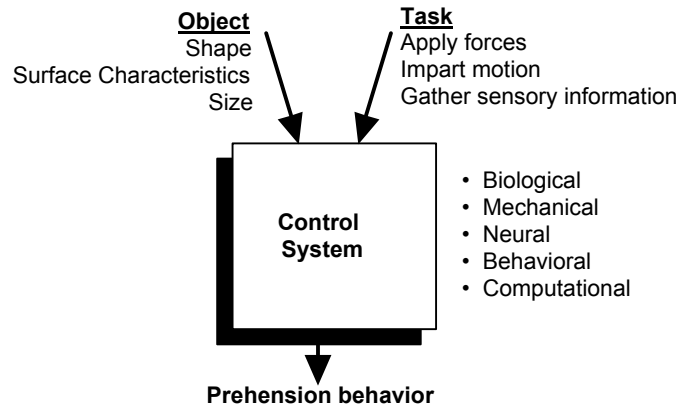 Object
Shape
Surface Characteristics
Size
Task
Apply forces
Impart motion
Gather sensory information
Control
System
• Biological
• Mechanical
• Neural
• Behavioral
• Computational
Prehension behavior